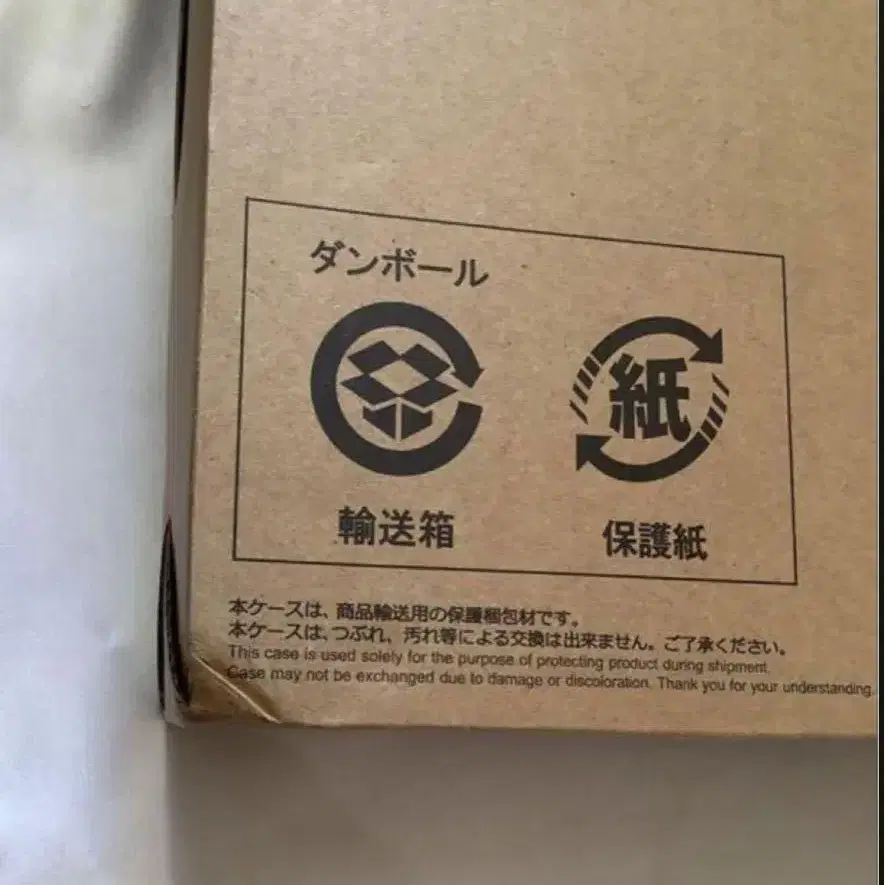 ダンボール
紙
輸送箱
保護紙
本ケースは、商品輸送用の保護梱包材です。
本ケースは、つぶれ、汚れ等による交換は出来ません。ご了承ください。
This case is used solely for the purpose of protecting product during shipment.
Case may not be exchanged due to damage or discoloration. Thank you for your understanding.